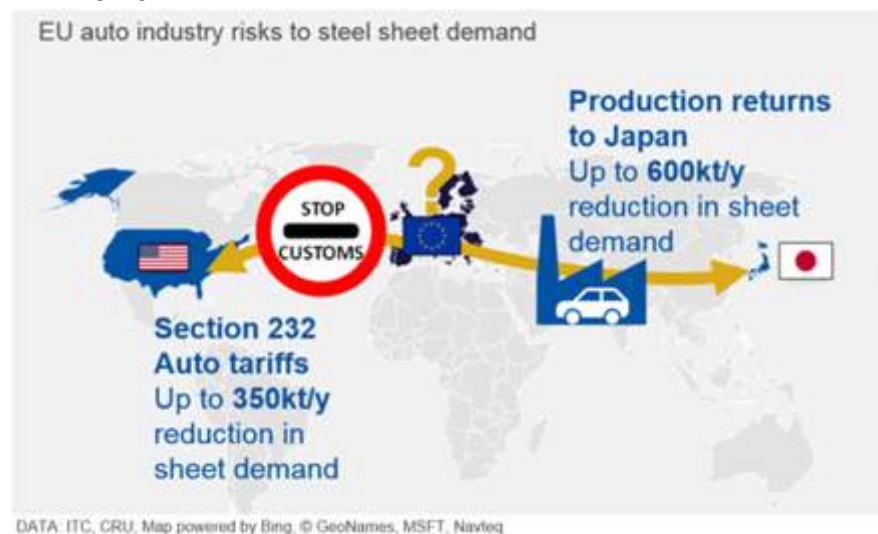 EU auto industry risks to steel sheet demand
Production returns
to Japan
Up to 600kt/y
reduction in sheet
demand
?
STOP
CUSTOMS
Section 232
Auto tariffs
Up to 350kt/y
reduction in
sheet demand
DATA: ITC, CRU, Map powered by Bing, © GeoNames, MSFT, Navteq